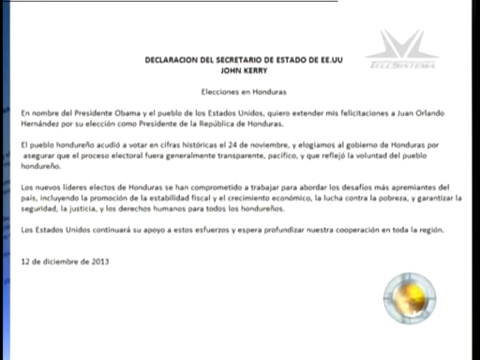 DECLARACION DEL SECRETARIO DE ESTADO DE EE.UU
JOHN KERRY
TELESISTEMA
Elecciones en Honduras
En nombre del Presidente Obama y el pueblo de los Estados Unidos, quiero extender mis felicitaciones a Juan Orlando
Hernández por su elección como Presidente de la República de Honduras.
El pueblo hondureño acudió a votar en cifras históricas el 24 de noviembre, y elogiamos al gobierno de Honduras por
asegurar que el proceso electoral fuera generalmente transparente, pacífico, y que reflejó la voluntad del pueblo
hondureño.
Los nuevos líderes electos de Honduras se han comprometido a trabajar para abordar los desafíos más apremiantes del
país, incluyendo la promoción de la estabilidad fiscal y el crecimiento económico, la lucha contra la pobreza, y garantizar la
seguridad, la justicia, y los derechos humanos para todos los hondureños.
Los Estados Unidos continuará su apoyo a estos esfuerzos y espera profundizar nuestra cooperación en toda la región.
12 de diciembre de 2013